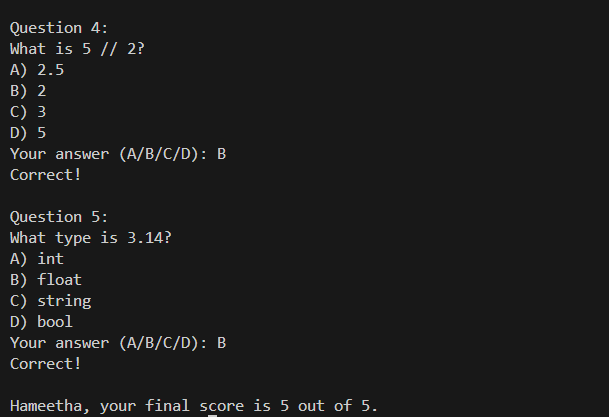 Question 4:
What is 5 // 2?
A) 2.5
B) 2
C) 3
D) 5
Your answer (A/B/C/D): B
Correct!
Question 5:
What type is 3.14?
A) int
B) float
C) string
D) bool
Your answer (A/B/C/D): B
Correct!
Hameetha, your final score is 5 out of 5.